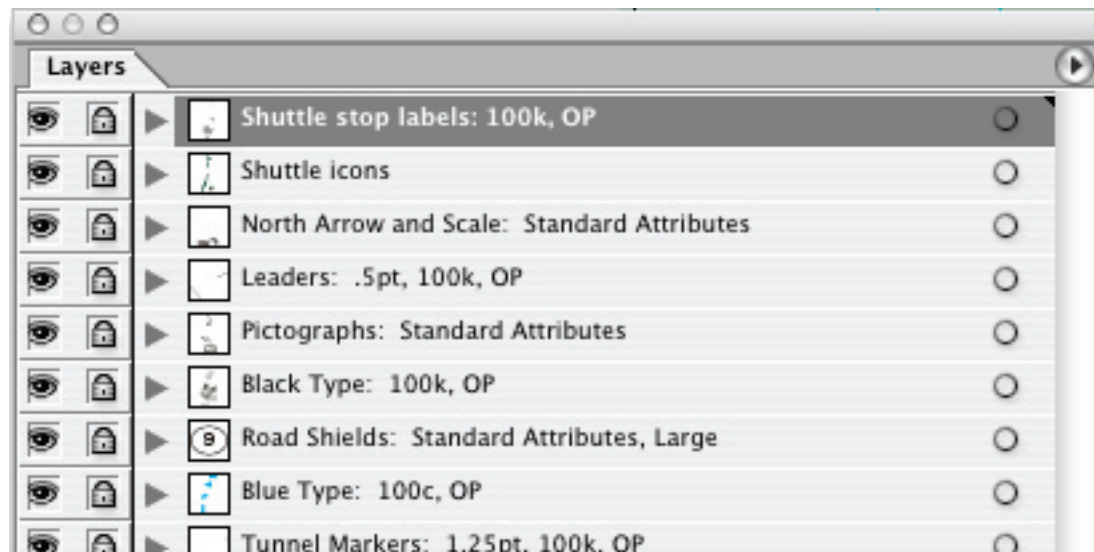 Layers
Shuttle stop labels: 100k, OP
Shuttle icons
North Arrow and Scale: Standard Attributes
Leaders: .5pt, 100k, OP
Pictographs: Standard Attributes
Black Type: 100k, OP
9
Road Shields: Standard Attributes, Large
Blue Type: 100c, OP
Tunnel Markers: 1.25pt, 100k, OP